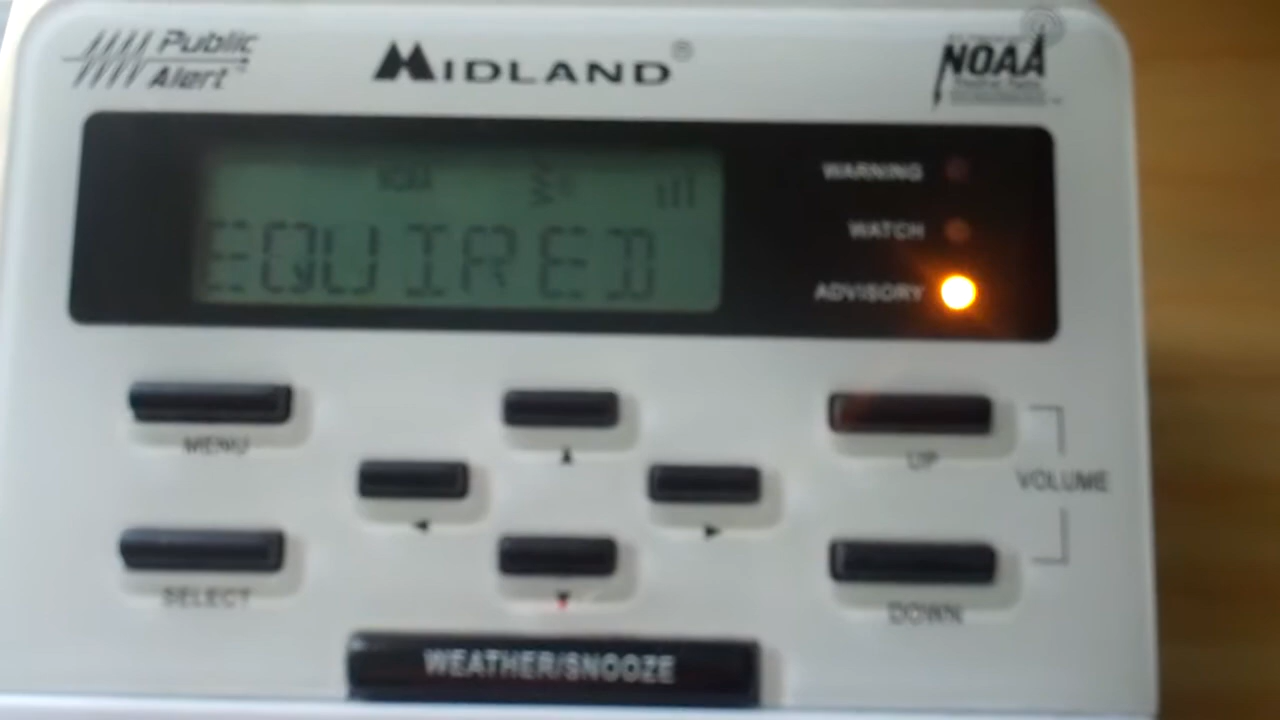 Public
Alert
MIDLAND®
NOAA
EQUIRED
WARNING
WATCH
ADVISORY
MENU
▲
UP
VOLUME
◀
▶
SELECT
▼
DOWN
WEATHER/SNOOZE